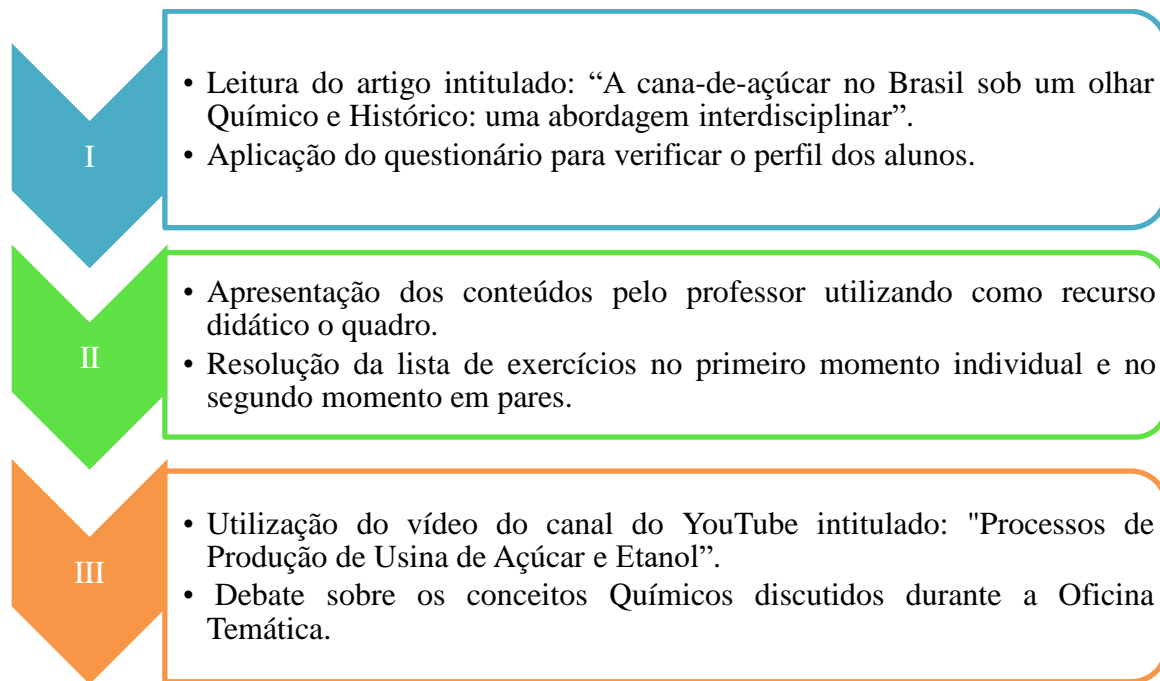 I
• Leitura do artigo intitulado: “A cana-de-açúcar no Brasil sob um olhar
Químico e Histórico: uma abordagem interdisciplinar”.
• Aplicação do questionário para verificar o perfil dos alunos.
II
• Apresentação dos conteúdos pelo professor utilizando como recurso
didático o quadro.
• Resolução da lista de exercícios no primeiro momento individual e no
segundo momento em pares.
III
• Utilização do vídeo do canal do YouTube intitulado: "Processos de
Produção de Usina de Açúcar e Etanol”.
• Debate sobre os conceitos Químicos discutidos durante a Oficina
Temática.